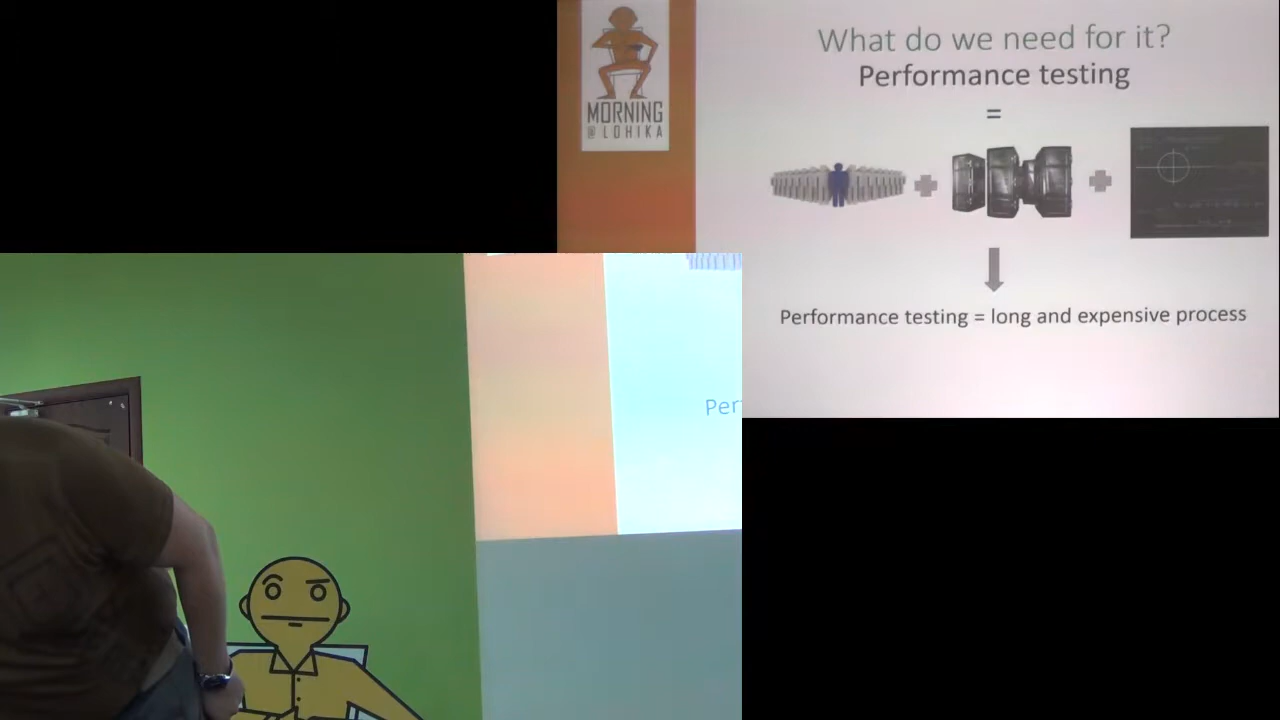 What do we need for it?
Performance testing
=
MORNING
@ LOHIKA
Performance testing = long and expensive process
Per